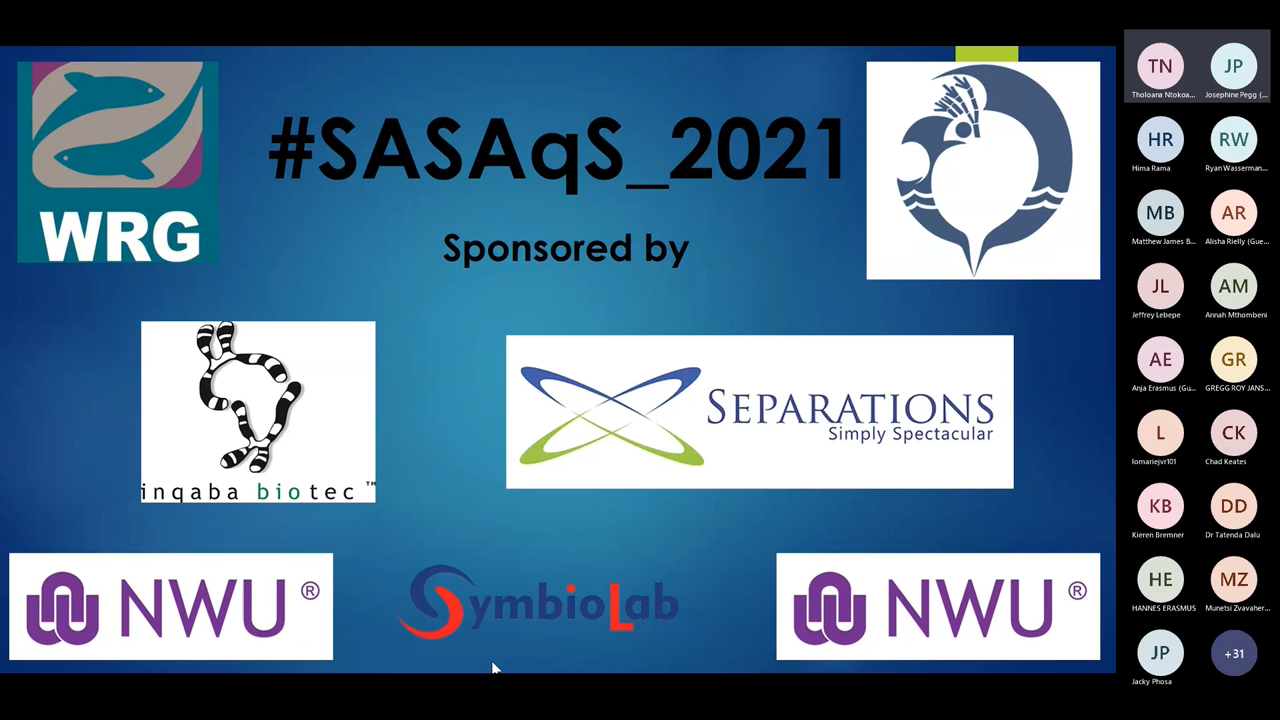 WRG
#SASAqS_2021
Sponsored by
inqaba biotec™
SEPARATIONS
Simply Spectacular
NWU®
SymbioLab
NWU®
TN
Tholoana Ntokoa...
JP
Josephine Pegg (...
HR
Hima Rama
RW
Ryan Wasserman...
MB
Matthew James B...
AR
Alisha Rielly (Gue...
JL
Jeffrey Lebepe
AM
Annah Mthombeni
AE
Anja Erasmus (Gu...
GR
GREGG ROY JANS...
L
lomariejvr101
CK
Chad Keates
KB
Kieren Bremner
DD
Dr Tatenda Dalu
HE
HANNES ERASMUS
MZ
Munetsi Zvavaher...
JP
Jacky Phosa
+31